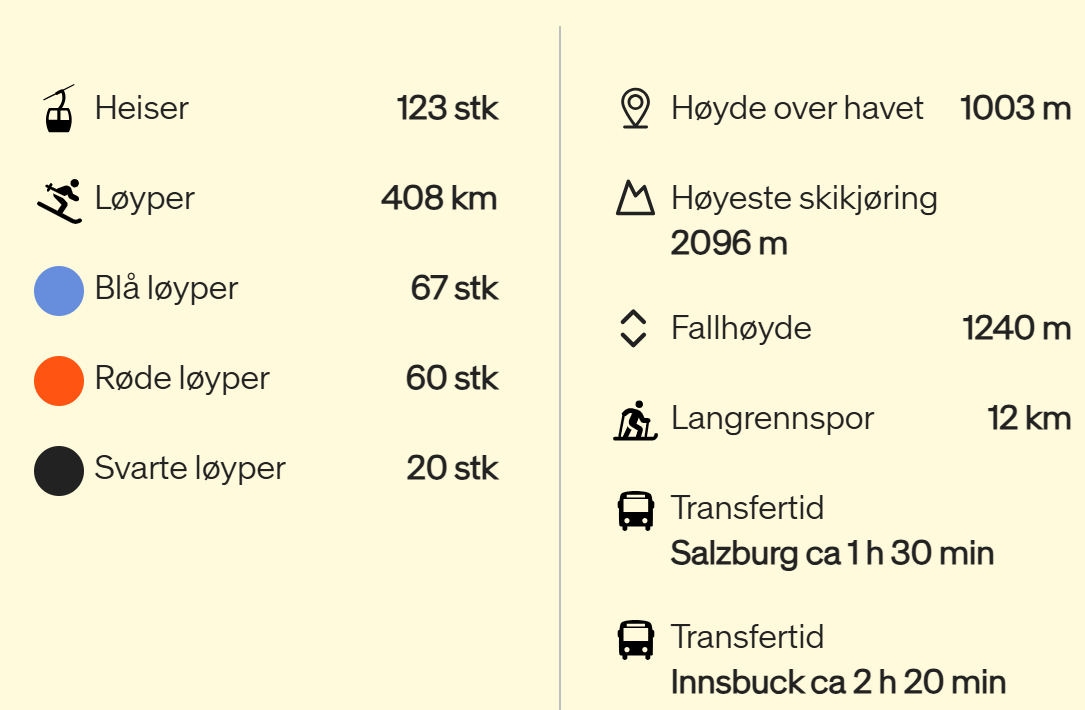 Heiser 123 stk
Løyper 408 km
Blå løyper 67 stk
Røde løyper 60 stk
Svarte løyper 20 stk
Høyde over havet 1003 m
Høyeste skikjøring
2096 m
Fallhøyde 1240 m
Langrennspor 12 km
Transfertid
Salzburg ca 1 h 30 min
Transfertid
Innsbuck ca 2 h 20 min